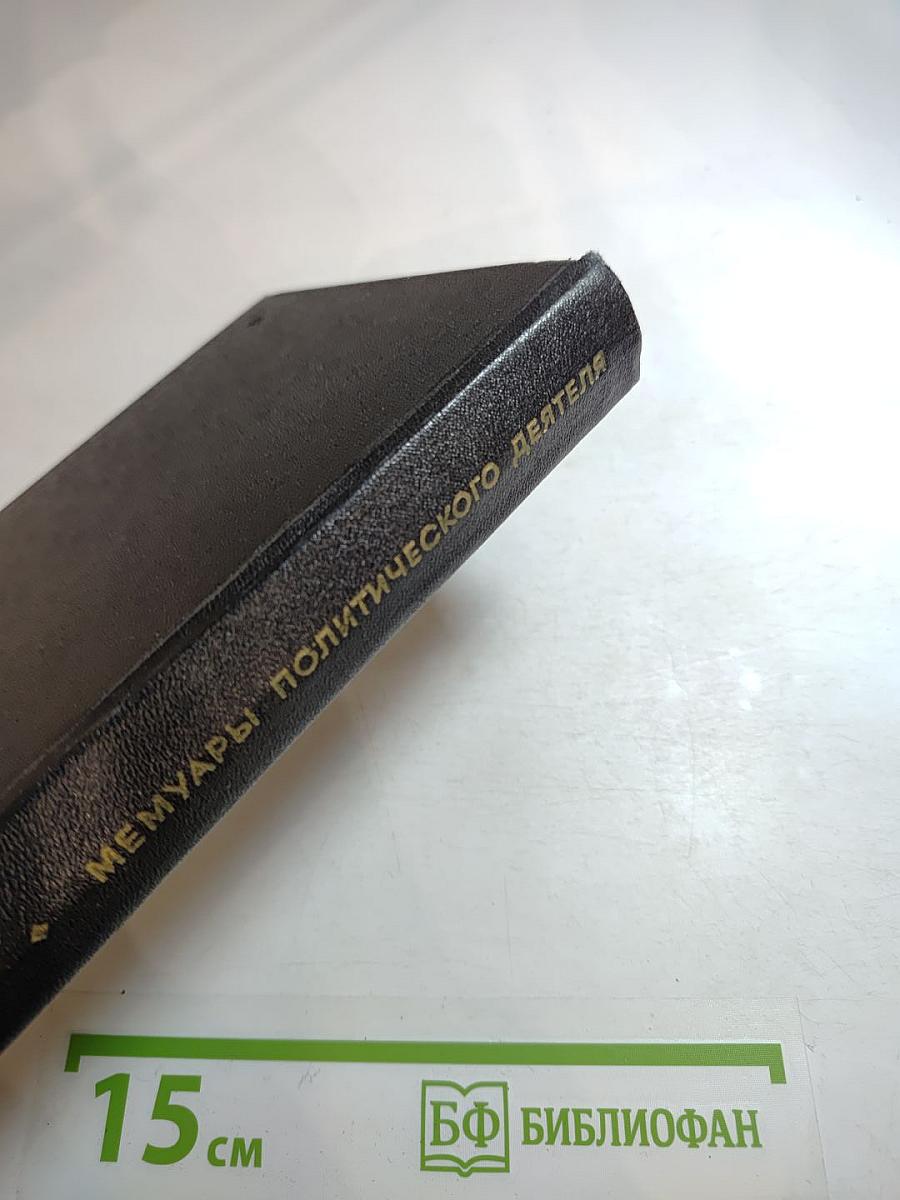 МЕМУАРЫ ПОЛИТИЧЕСКОГО ДЕЯТЕЛЯ
15 см
БФ БИБЛИОФАН